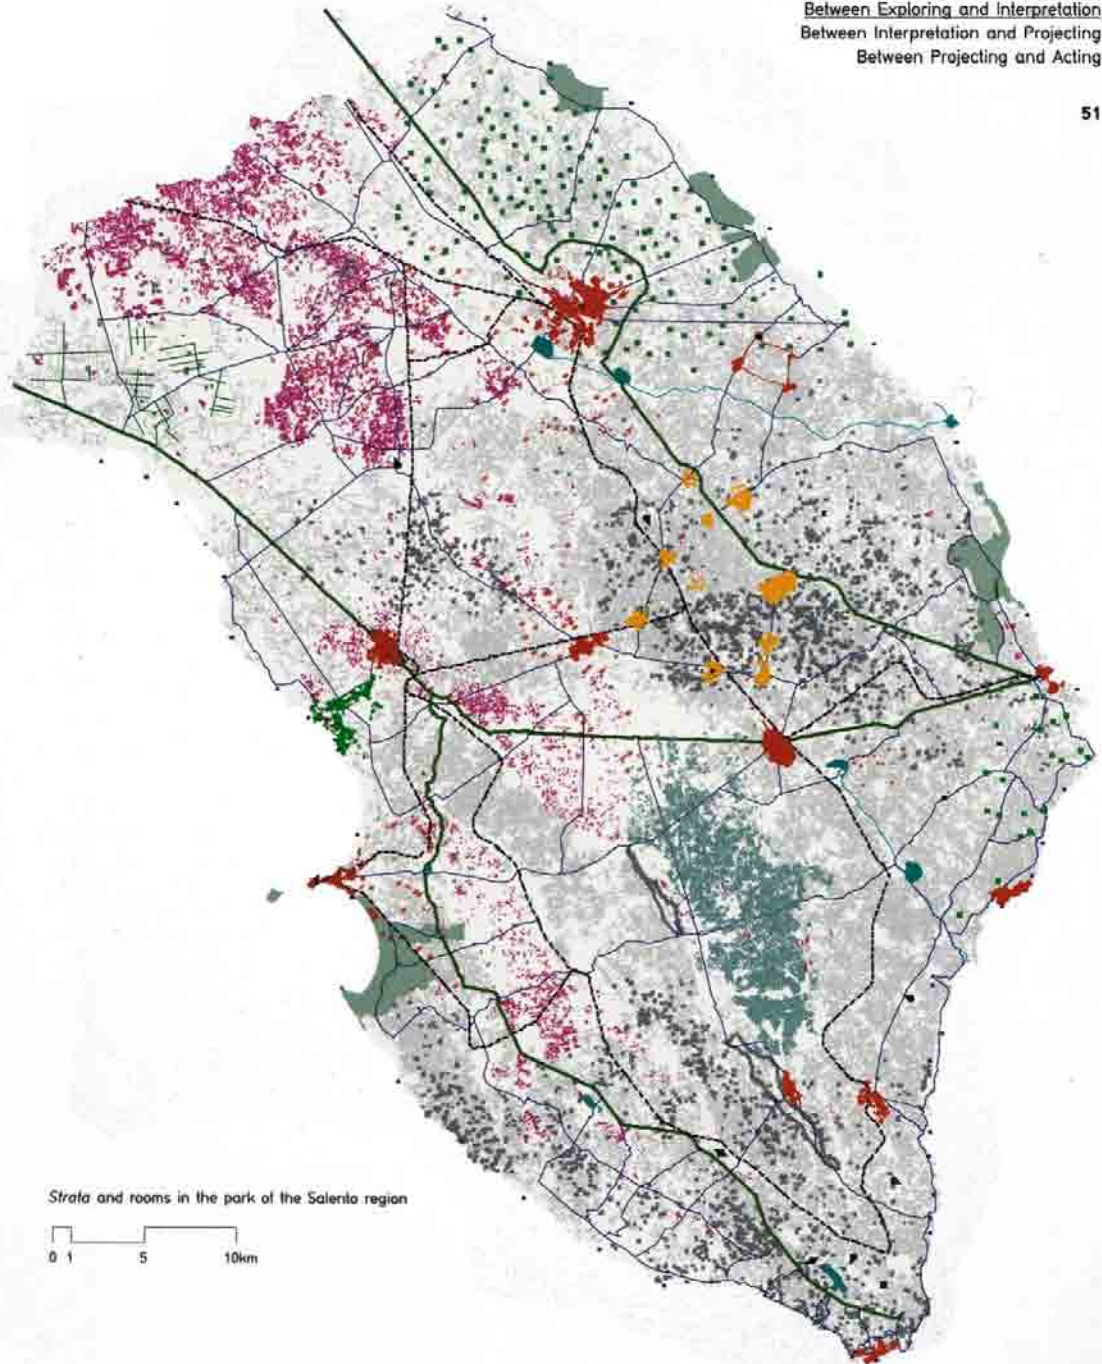 Between Exploring and Interpretation
Between Interpretation and Projecting
Between Projecting and Acting
51
Strata and rooms in the park of the Salento region
0 1 5 10km